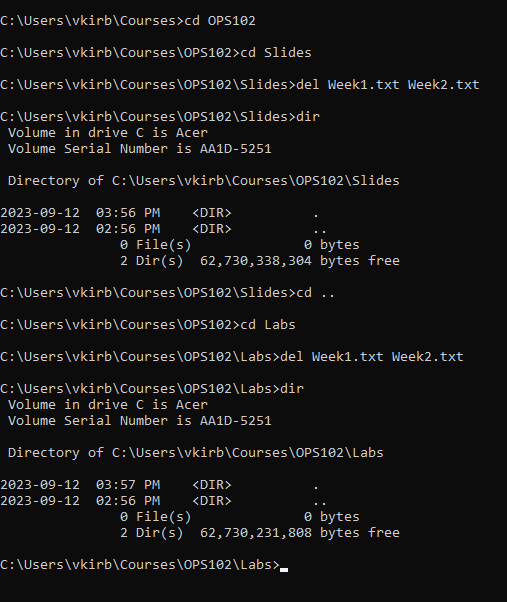 C:\Users\vkirb\Courses>cd OPS102
C:\Users\vkirb\Courses\OPS102>cd Slides
C:\Users\vkirb\Courses\OPS102\Slides>del Week1.txt Week2.txt
C:\Users\vkirb\Courses\OPS102\Slides>dir
 Volume in drive C is Acer
 Volume Serial Number is AA1D-5251
 Directory of C:\Users\vkirb\Courses\OPS102\Slides
2023-09-12  03:56 PM    <DIR>          .
2023-09-12  02:56 PM    <DIR>          ..
               0 File(s)              0 bytes
               2 Dir(s)  62,730,338,304 bytes free
C:\Users\vkirb\Courses\OPS102\Slides>cd ..
C:\Users\vkirb\Courses\OPS102>cd Labs
C:\Users\vkirb\Courses\OPS102\Labs>del Week1.txt Week2.txt
C:\Users\vkirb\Courses\OPS102\Labs>dir
 Volume in drive C is Acer
 Volume Serial Number is AA1D-5251
 Directory of C:\Users\vkirb\Courses\OPS102\Labs
2023-09-12  03:57 PM    <DIR>          .
2023-09-12  02:56 PM    <DIR>          ..
               0 File(s)              0 bytes
               2 Dir(s)  62,730,231,808 bytes free
C:\Users\vkirb\Courses\OPS102\Labs>